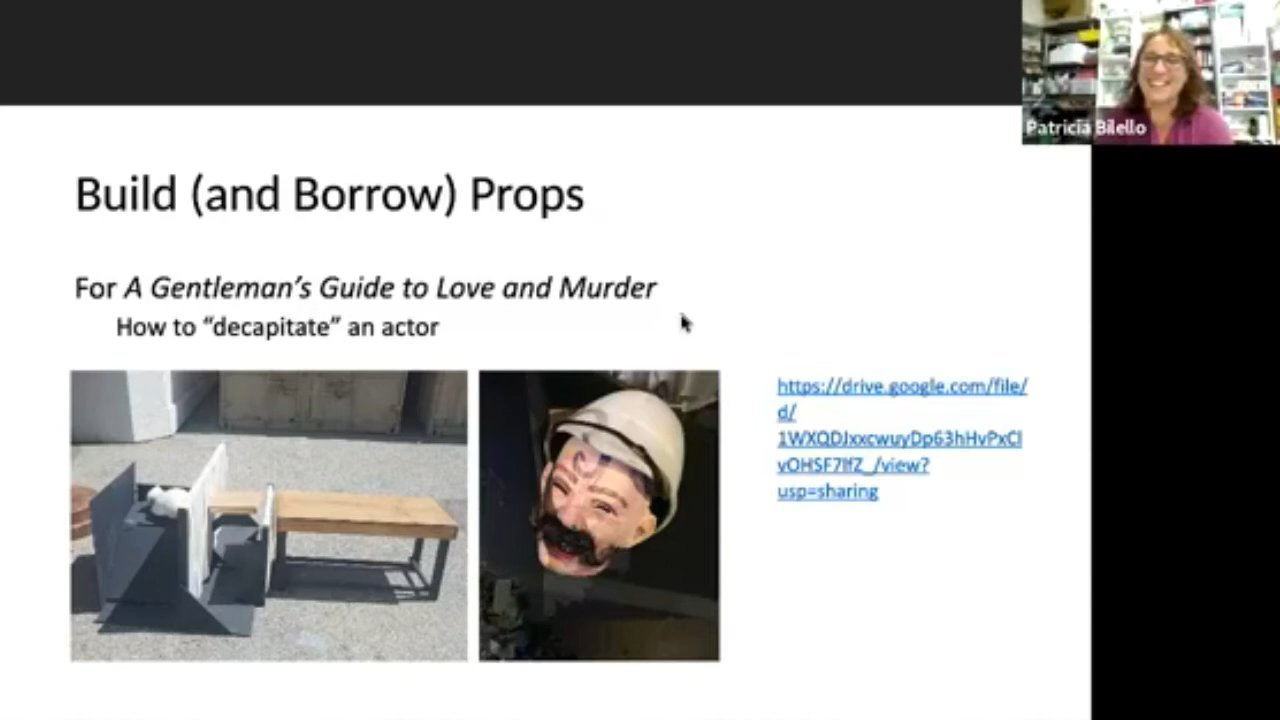 Patricia Bilello
Build (and Borrow) Props
For A Gentleman’s Guide to Love and Murder
How to “decapitate” an actor
https://drive.google.com/file/
d/
1WXQDJxxcwuyDp63hHvPxCl
vOHSF7lfZ_/view?
usp=sharing